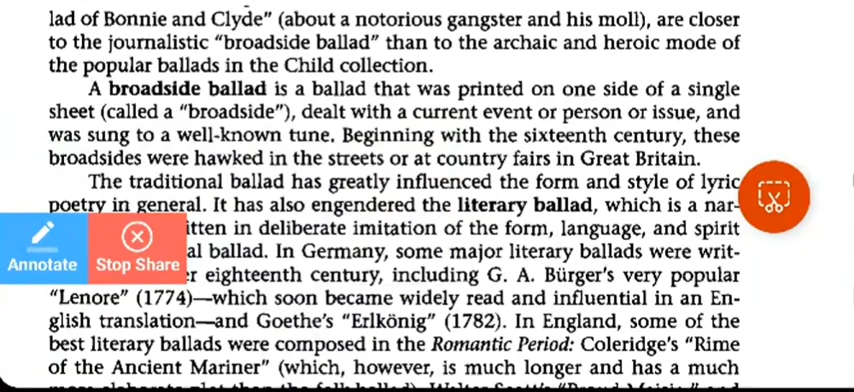 lad of Bonnie and Clyde” (about a notorious gangster and his moll), are closer
to the journalistic “broadside ballad” than to the archaic and heroic mode of
the popular ballads in the Child collection.
A broadside ballad is a ballad that was printed on one side of a single
sheet (called a “broadside”), dealt with a current event or person or issue, and
was sung to a well-known tune. Beginning with the sixteenth century, these
broadsides were hawked in the streets or at country fairs in Great Britain.
The traditional ballad has greatly influenced the form and style of lyric
poetry in general. It has also engendered the literary ballad, which is a nar-
itten in deliberate imitation of the form, language, and spirit
al ballad. In Germany, some major literary ballads were writ-
Annotate Stop Share
r eighteenth century, including G. A. Bürger’s very popular
“Lenore” (1774)—which soon became widely read and influential in an En-
glish translation—and Goethe’s “Erlkönig” (1782). In England, some of the
best literary ballads were composed in the Romantic Period: Coleridge’s “Rime
of the Ancient Mariner” (which, however, is much longer and has a much